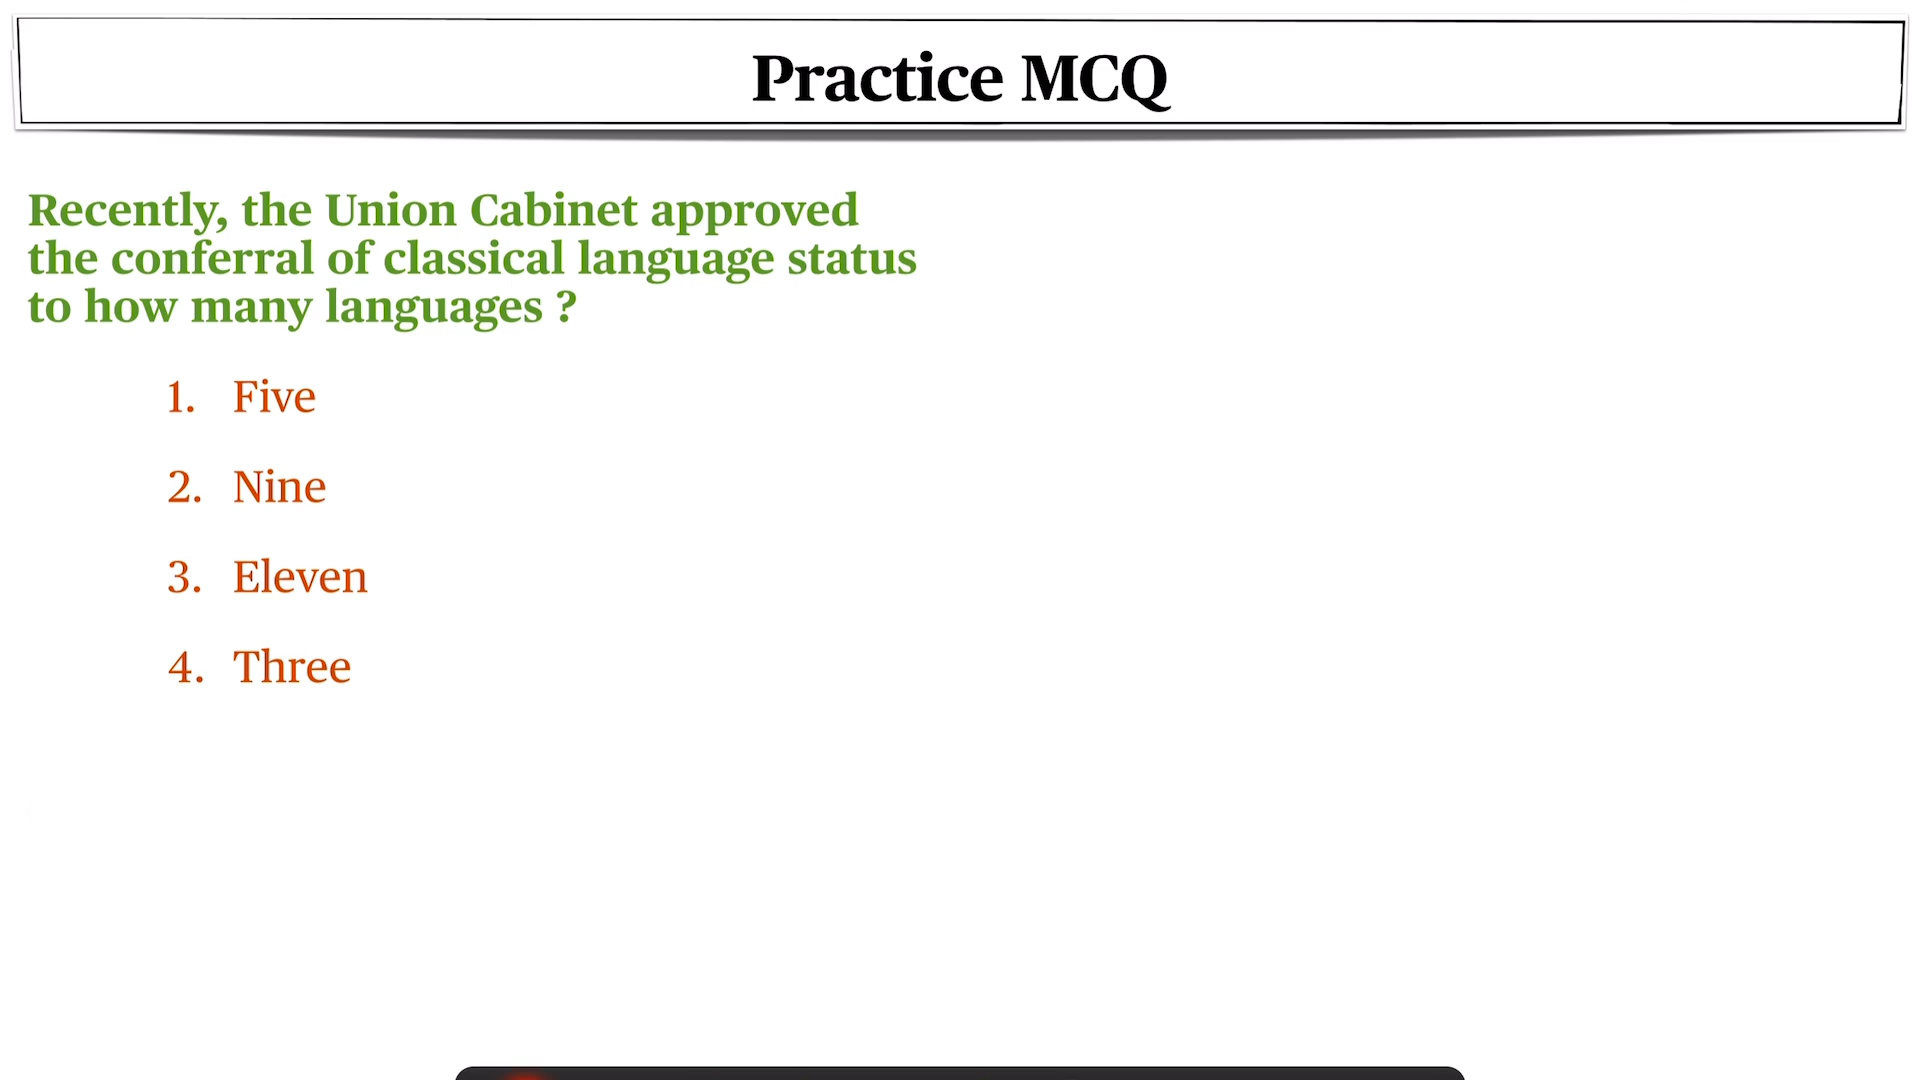 Practice MCQ
Recently, the Union Cabinet approved
the conferral of classical language status
to how many languages ?
1. Five
2. Nine
3. Eleven
4. Three